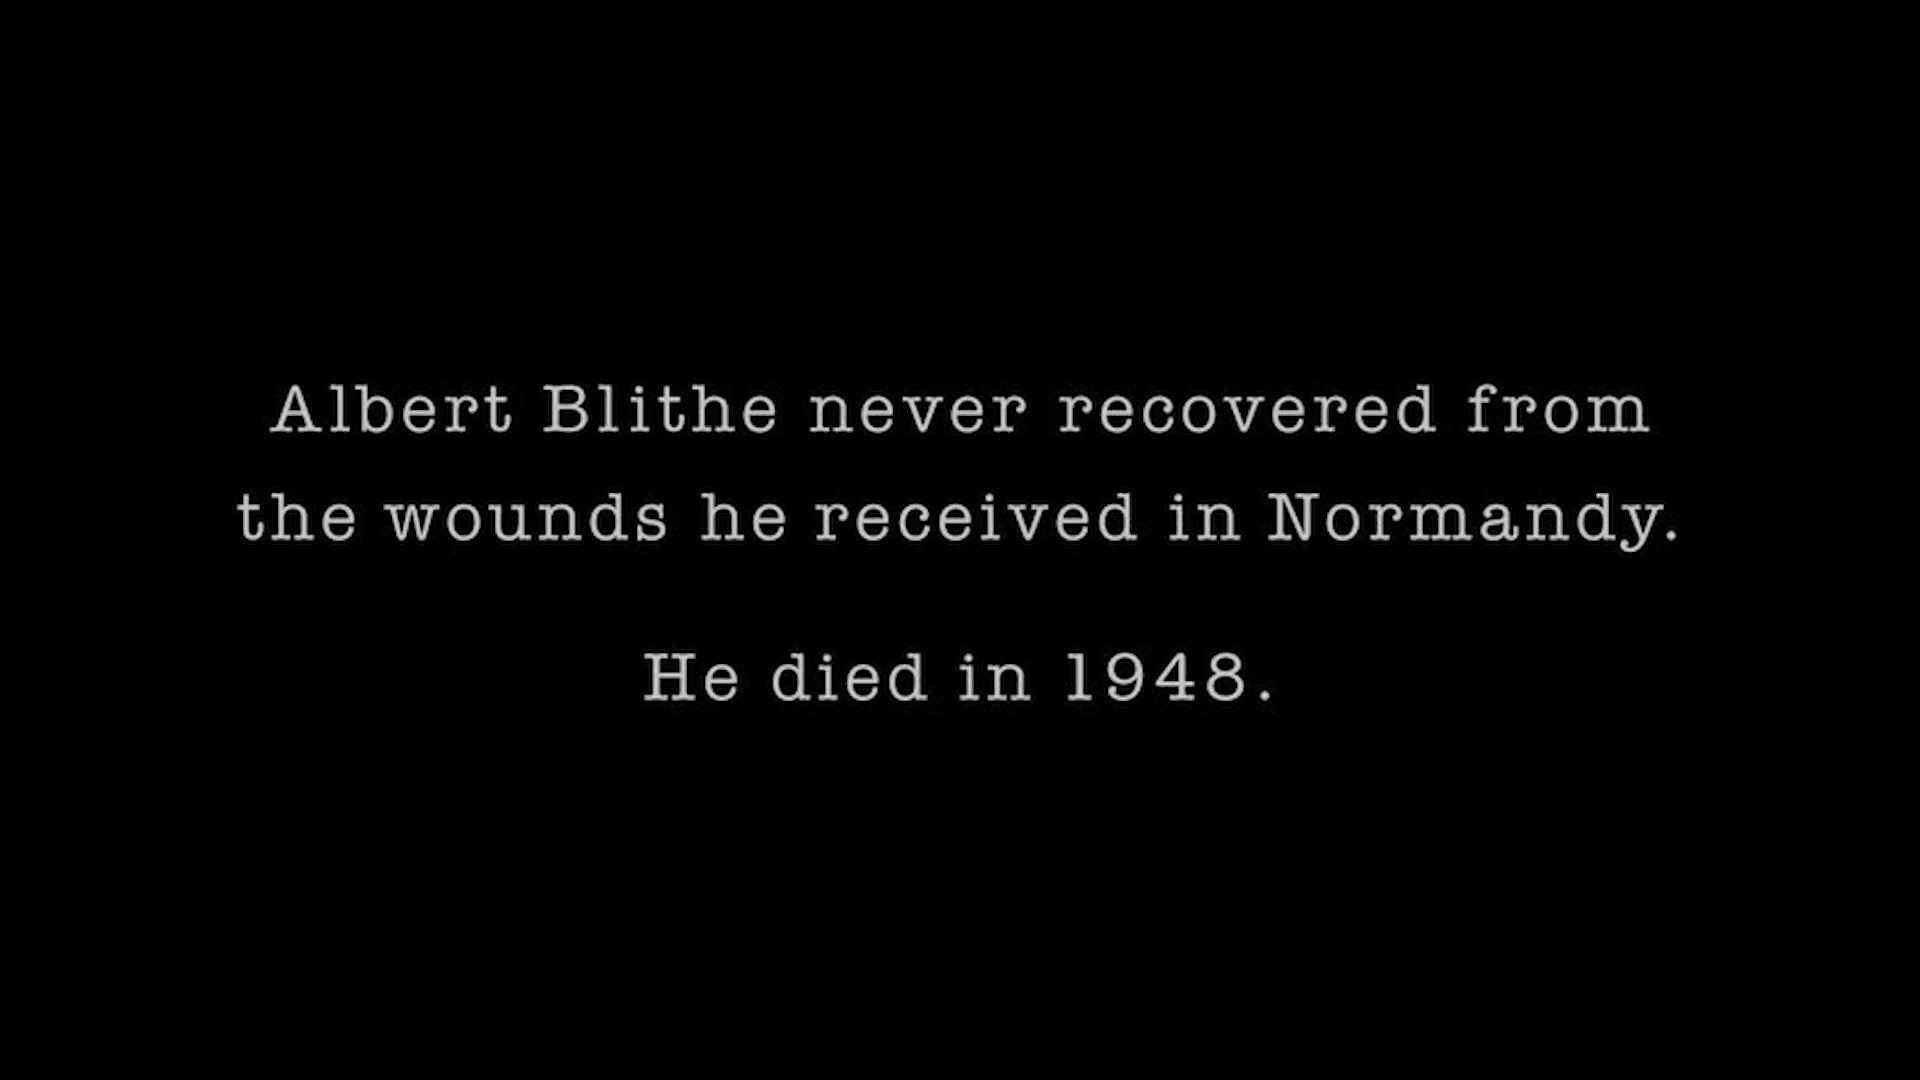 Albert Blithe never recovered from
the wounds he received in Normandy.
He died in 1948.